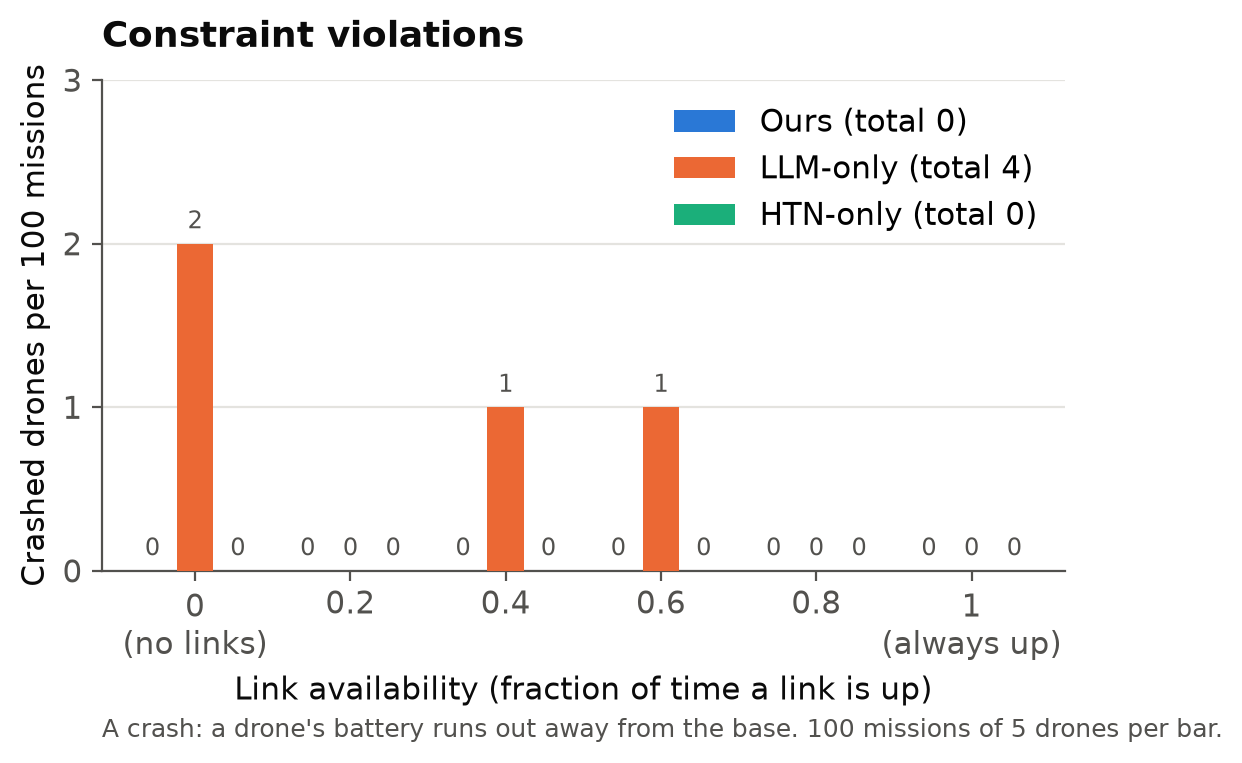 Constraint violations
Crashed drones per 100 missions
3
2
1
0
Ours (total 0)
LLM-only (total 4)
HTN-only (total 0)
2
1
1
0 0 0 0 0 0 0 0 0 0 0 0 0 0 0
0 0.2 0.4 0.6 0.8 1
(no links) (always up)
Link availability (fraction of time a link is up)
A crash: a drone's battery runs out away from the base. 100 missions of 5 drones per bar.